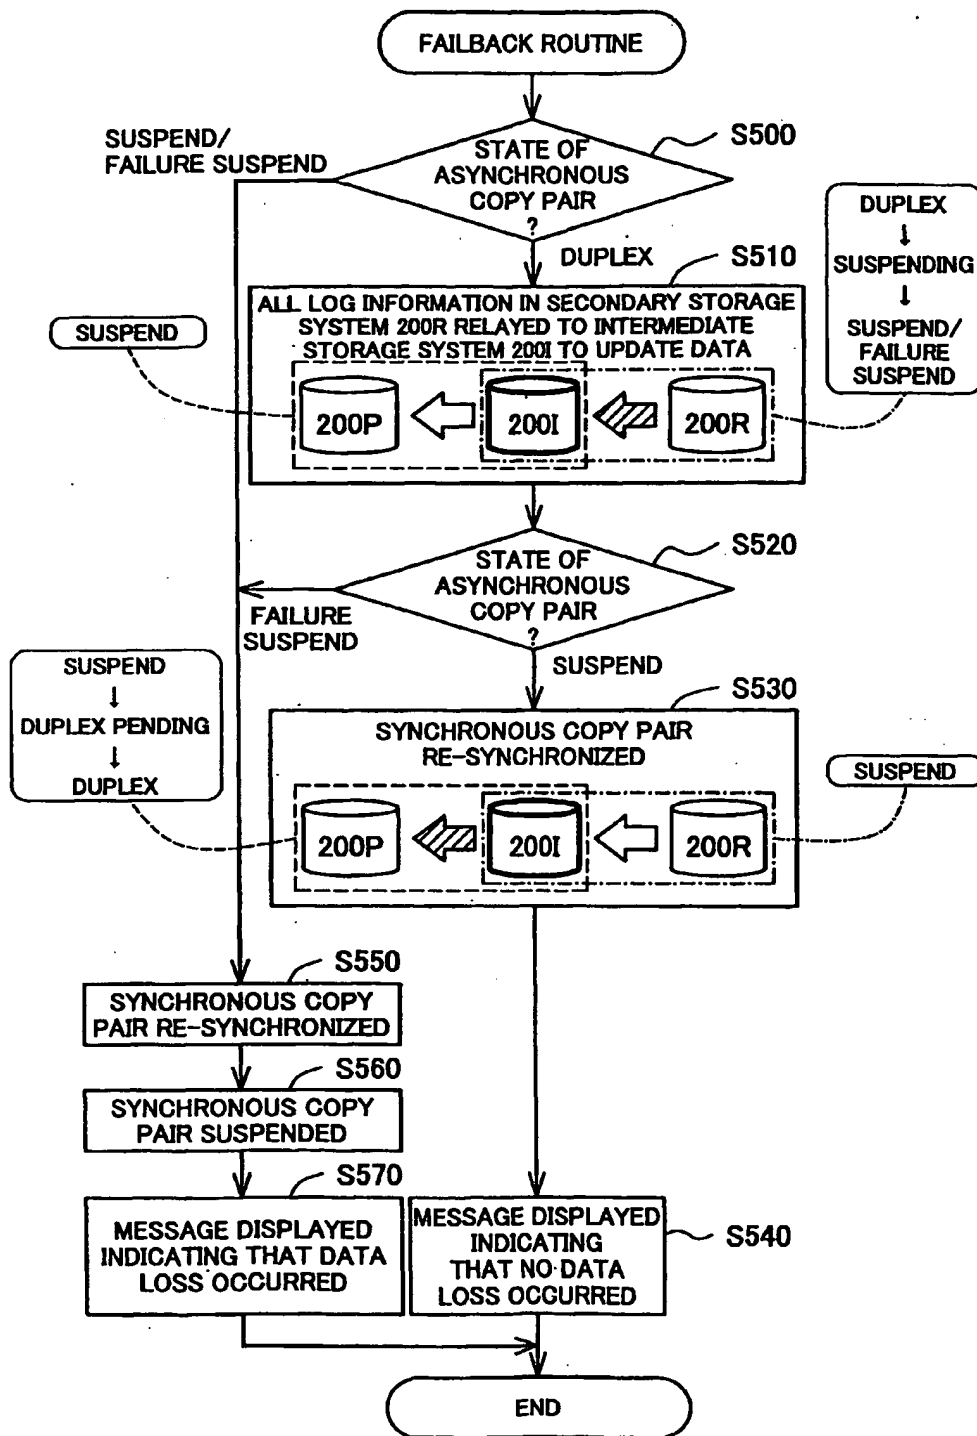 FAILBACK ROUTINE
S500
SUSPEND/
FAILURE SUSPEND
STATE OF
ASYNCHRONOUS
COPY PAIR
?
DUPLEX
↓
SUSPENDING
↓
SUSPEND/
FAILURE
SUSPEND
DUPLEX
S510
ALL LOG INFORMATION IN SECONDARY STORAGE
SYSTEM 200R RELAYED TO INTERMEDIATE
STORAGE SYSTEM 200I TO UPDATE DATA
SUSPEND
200P
200I
200R
S520
STATE OF
ASYNCHRONOUS
COPY PAIR
?
FAILURE
SUSPEND
SUSPEND
SUSPEND
↓
DUPLEX PENDING
↓
DUPLEX
S530
SYNCHRONOUS COPY PAIR
RE-SYNCHRONIZED
SUSPEND
200P
200I
200R
S550
SYNCHRONOUS COPY
PAIR RE-SYNCHRONIZED
S560
SYNCHRONOUS COPY
PAIR SUSPENDED
S570
MESSAGE DISPLAYED
INDICATING THAT DATA
LOSS OCCURRED
MESSAGE DISPLAYED
INDICATING
THAT NO DATA
LOSS OCCURRED
S540
END